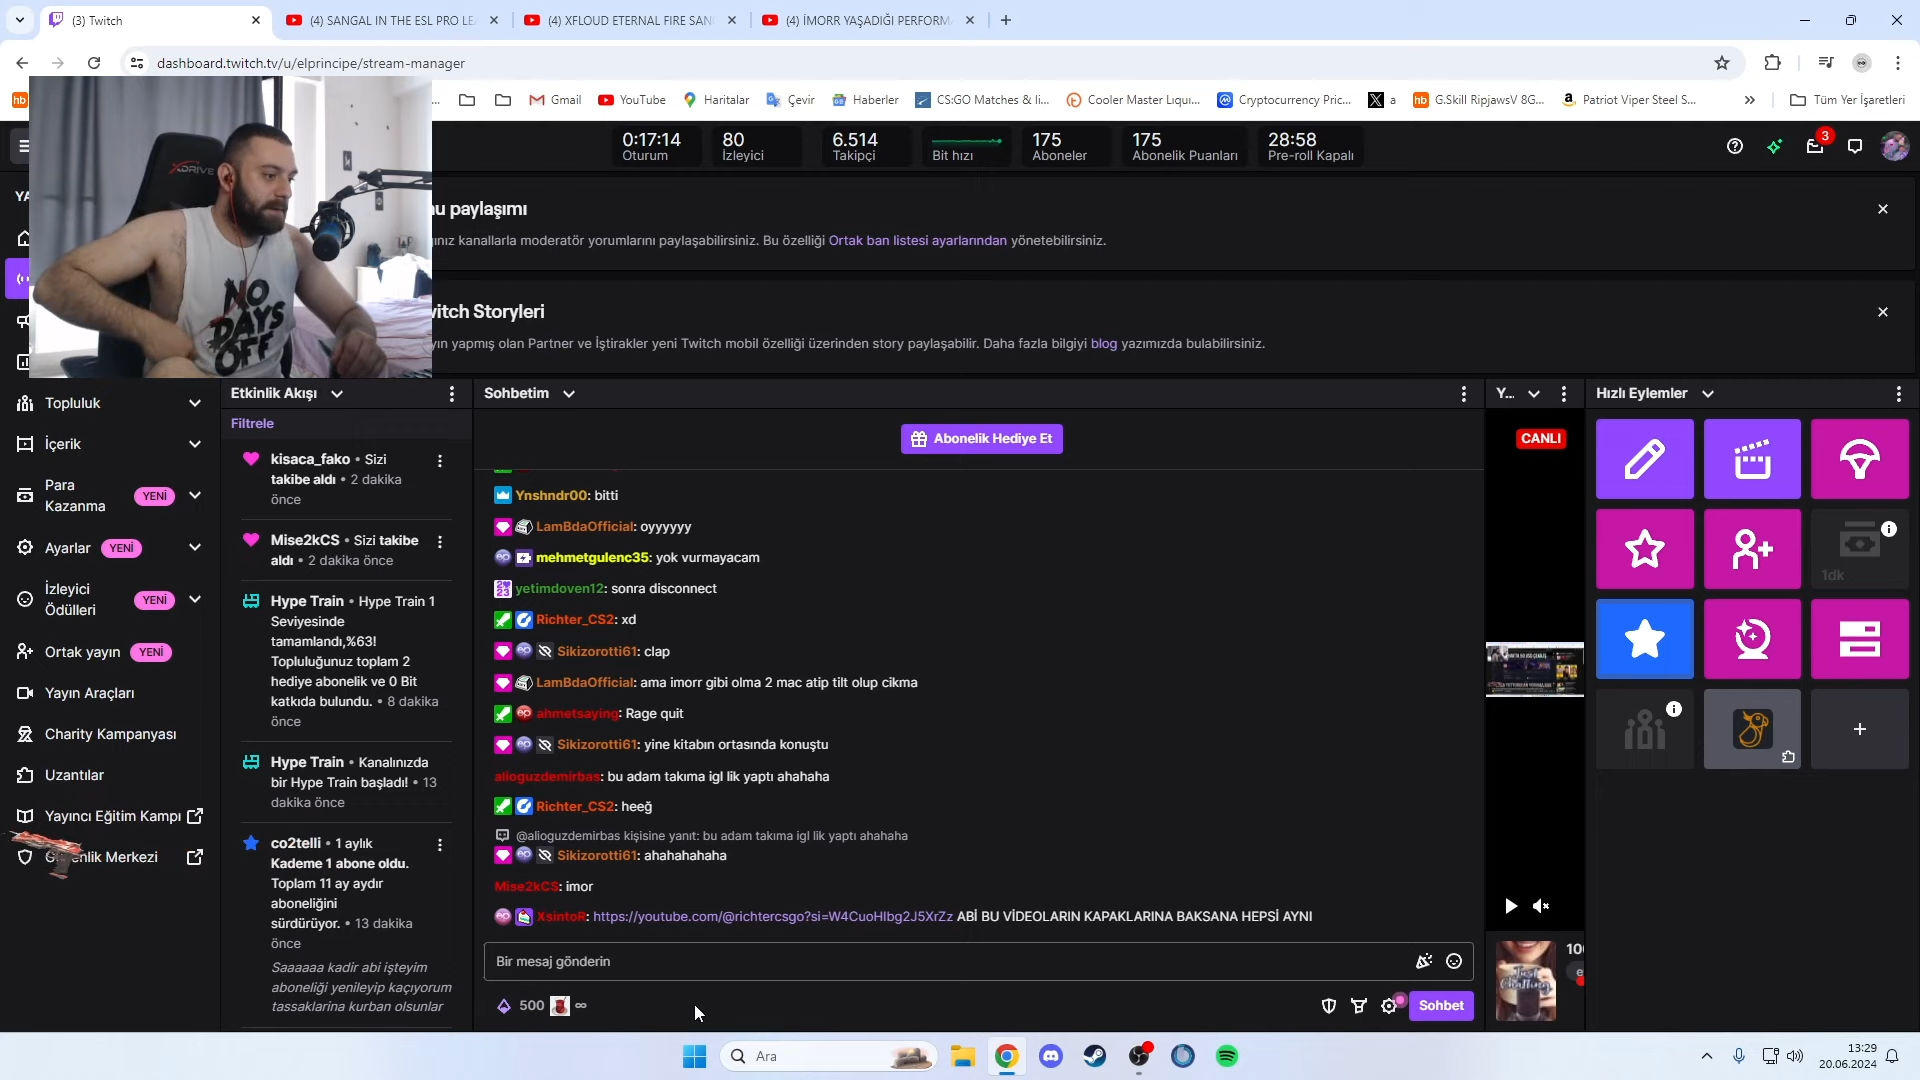 (3) Twitch
(4) SANGAL IN THE ESL PRO LE
(4) XFLOUD ETERNAL FIRE SAN
(4) İMORR YAŞADIĞI PERFORM
dashboard.twitch.tv/u/elprincipe/stream-manager
hb
Gmail
YouTube
Haritalar
Çevir
Haberler
CS:GO Matches & li...
Cooler Master Lıquı...
Cryptocurrency Pric...
a
G.Skill RipjawsV 8G...
Patriot Viper Steel S...
Tüm Yer İşaretleri
0:17:14
Oturum
80
İzleyici
6.514
Takipçi
Bit hızı
175
Aboneler
175
Abonelik Puanları
28:58
Pre-roll Kapalı
3
XDRIVE
NO
DAYS
OFF
YA
nu paylaşımı
ınız kanallarla moderatör yorumlarını paylaşabilirsiniz. Bu özelliği Ortak ban listesi ayarlarından yönetebilirsiniz.
vitch Storyleri
yın yapmış olan Partner ve İştirakler yeni Twitch mobil özelliği üzerinden story paylaşabilir. Daha fazla bilgiyi blog yazımızda bulabilirsiniz.
Topluluk
İçerik
Para
Kazanma
YENİ
Ayarlar
YENİ
İzleyici
Ödülleri
YENİ
Ortak yayın
YENİ
Yayın Araçları
Charity Kampanyası
Uzantılar
Yayıncı Eğitim Kampı
Etkinlik Akışı
Filtrele
kisaca_fako • Sizi
takibe aldı • 2 dakika
önce
Mise2kCS • Sizi takibe
aldı • 2 dakika önce
Hype Train • Hype Train 1
Seviyesinde
tamamlandı,%63!
Topluluğunuz toplam 2
hediye abonelik ve 0 Bit
katkıda bulundu. • 8 dakika
önce
Hype Train • Kanalınızda
bir Hype Train başladı! • 13
dakika önce
co2telli • 1 aylık
Kademe 1 abone oldu.
Toplam 11 ay aydır
aboneliğini
sürdürüyor. • 13 dakika
önce
Saaaaaa kadir abi işteyim
aboneliği yenileyip kaçıyorum
tassaklarina kurban olsunlar
Sohbetim
Abonelik Hediye Et
Ynshndr00: bitti
LamBdaOfficial: oyyyyyy
mehmetgulenc35: yok vurmayacam
yetimdoven12: sonra disconnect
Richter_CS2: xd
Sikizorotti61: clap
LamBdaOfficial: ama imorr gibi olma 2 mac atip tilt olup cikma
ahmetsaying: Rage quit
Sikizorotti61: yine kitabın ortasında konuştu
alioguzdemirbas: bu adam takıma igl lik yaptı ahahaha
Richter_CS2: heeğ
@alioguzdemirbas kişisine yanıt: bu adam takıma igl lik yaptı ahahaha
Sikizorotti61: ahahahahaha
Mise2kCS: imor
XsintoR: https://youtube.com/@richtercsgo?si=W4CuoHIbg2J5XrZz ABİ BU VİDEOLARIN KAPAKLARINA BAKSANA HEPSİ AYNI
Bir mesaj gönderin
500
∞
Sohbet
Y...
CANLI
Just
Chatting
Hızlı Eylemler
1dk
Ara
13:29
20.06.2024